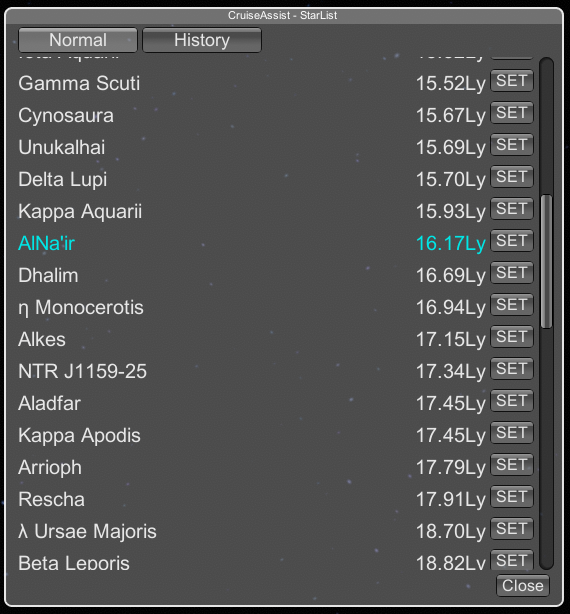 CruiseAssist - StarList
Normal History
Gamma Scuti 15.52Ly SET
Cynosaura 15.67Ly SET
Unukalhai 15.69Ly SET
Delta Lupi 15.70Ly SET
Kappa Aquarii 15.93Ly SET
AlNa'ir 16.17Ly SET
Dhalim 16.69Ly SET
η Monocerotis 16.94Ly SET
Alkes 17.15Ly SET
NTR J1159-25 17.34Ly SET
Aladfar 17.45Ly SET
Kappa Apodis 17.45Ly SET
Arrioph 17.79Ly SET
Rescha 17.91Ly SET
λ Ursae Majoris 18.70Ly SET
Beta Leporis 18.82Ly SET
Close